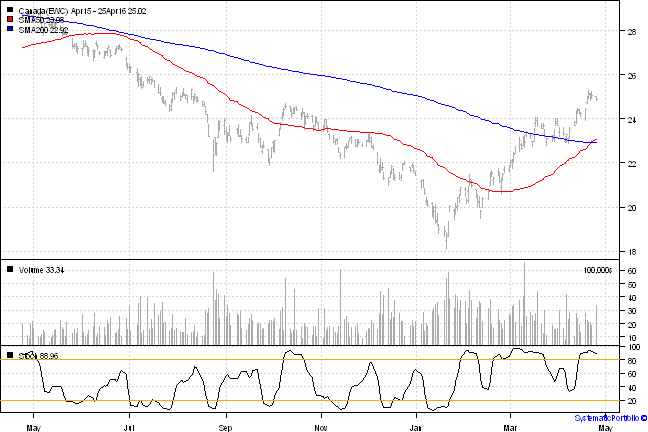 Canada(EWC) Apr15 - 25Apr16 25.02
SMA50 23.08
SMA200 22.92
28
26
24
22
20
18
Volume 33.34
100,000s
60
50
40
30
20
10
Stoch 88.96
100
80
60
40
20
May Jul Sep Nov Jan Mar May
SystematicPortfolio ©